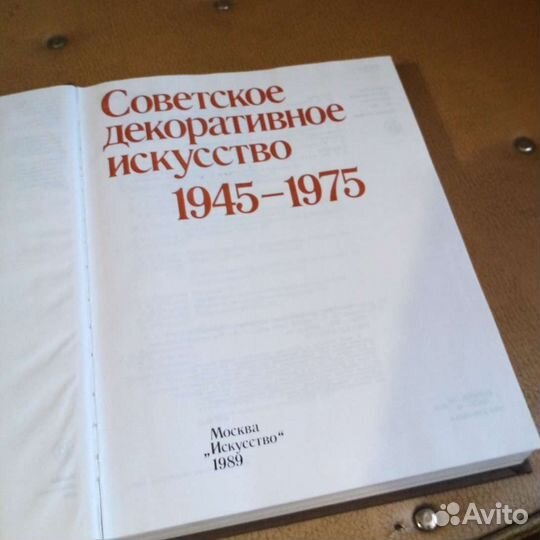 Советское
декоративное
искусство
1945–1975
Москва
„Искусство“
1989
Avito